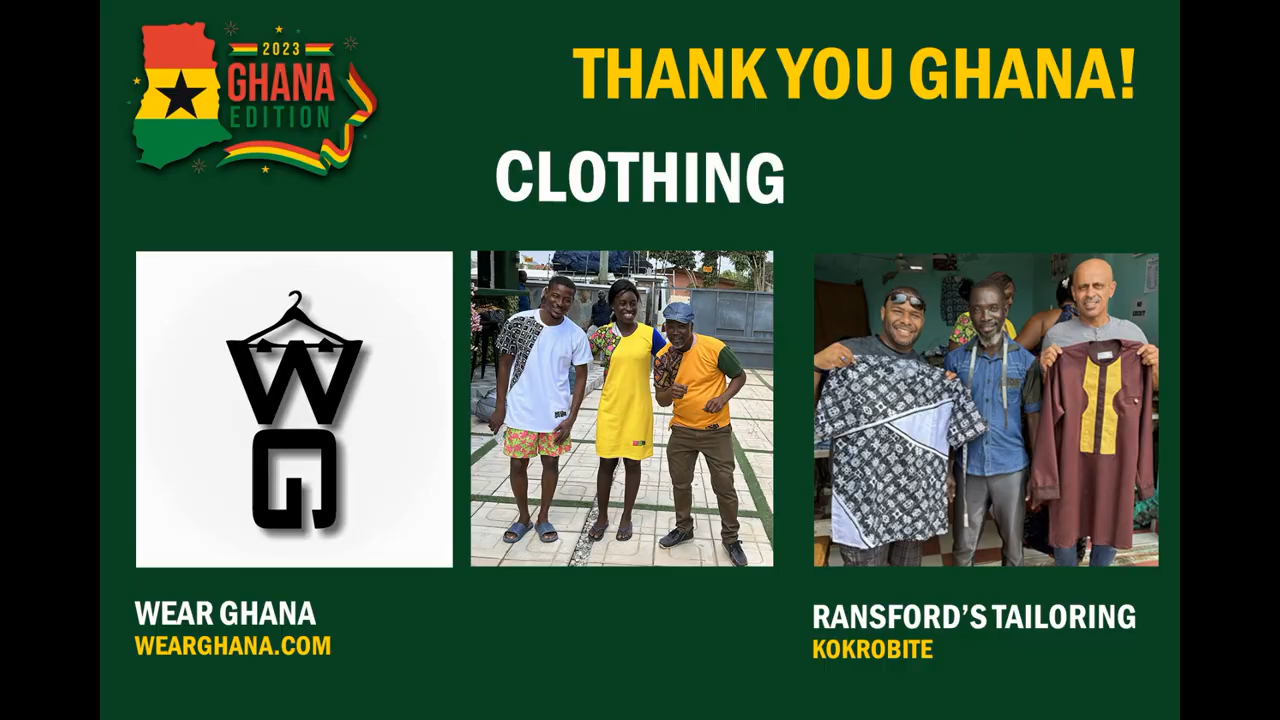 2023
GHANA
EDITION
THANK YOU GHANA!
CLOTHING
WG
WEAR GHANA
WEARGHANA.COM
RANSFORD'S TAILORING
KOKROBITE